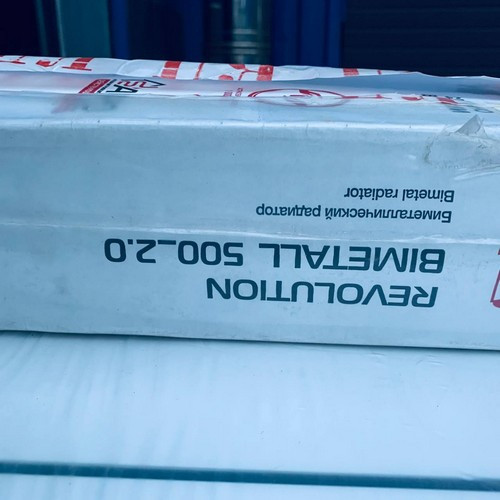 REVOLUTION
BIMETALL 500_2.0
Биметаллический радиатор
Bimetal radiator